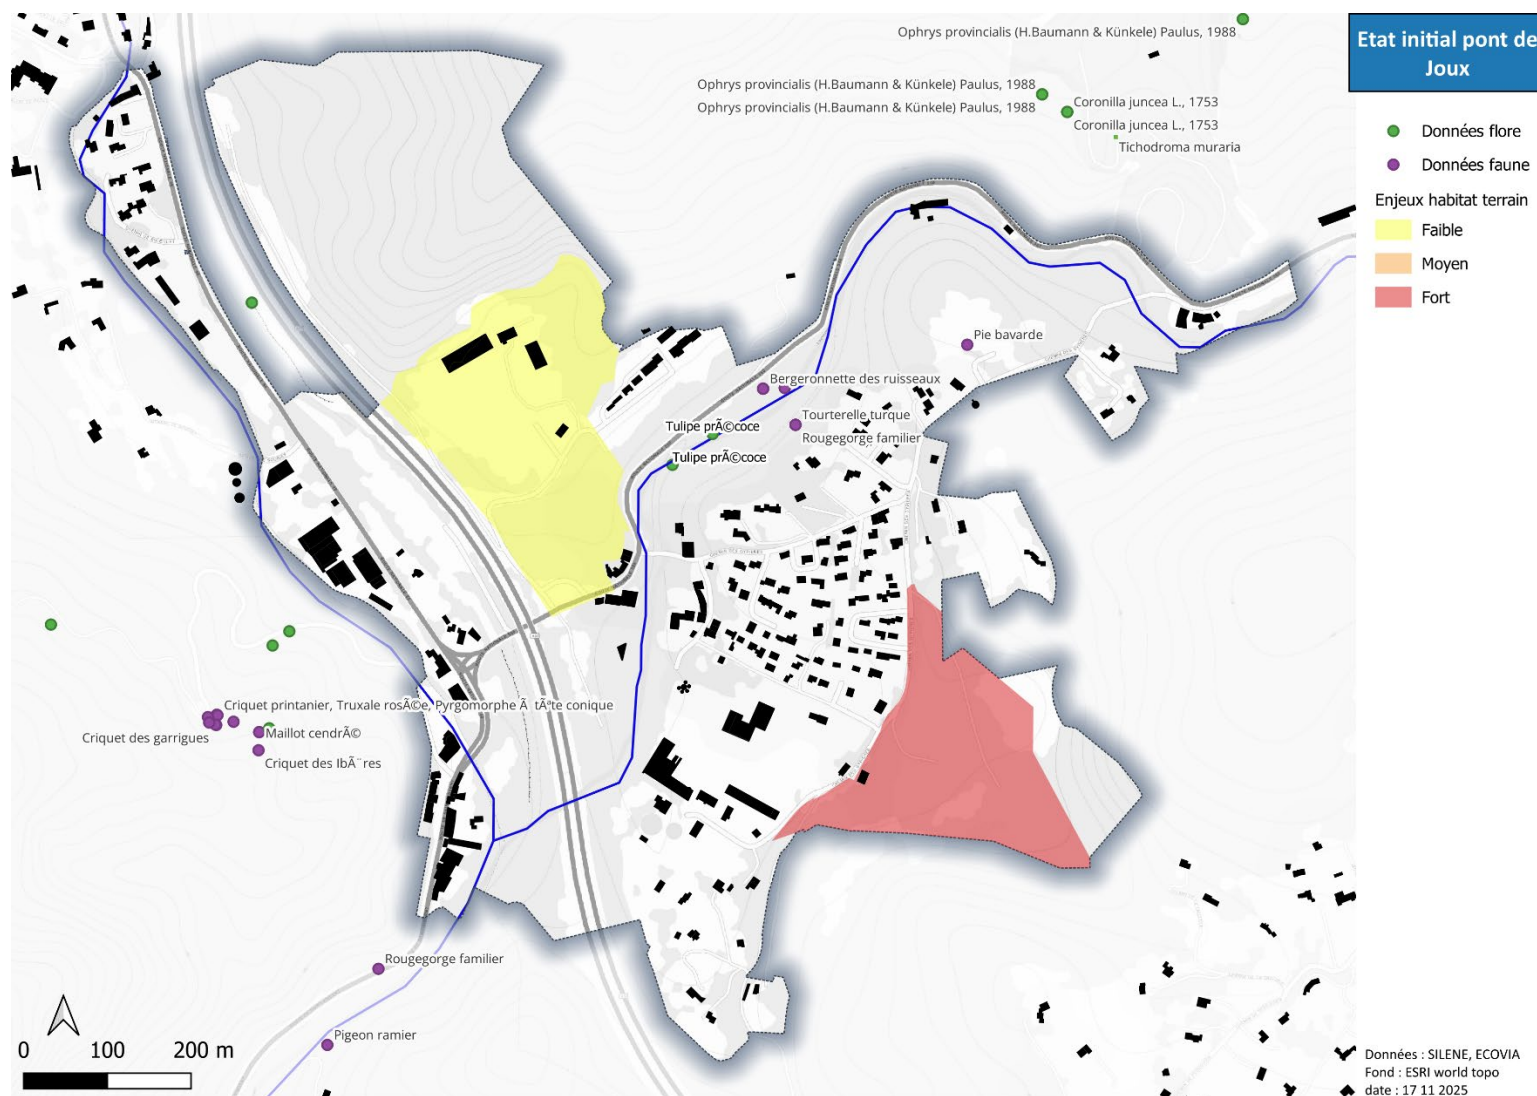 Ophrys provincialis (H.Baumann & Künkele) Paulus, 1988
Etat initial pont de
Joux
Ophrys provincialis (H.Baumann & Künkele) Paulus, 1988
Coronilla juncea L., 1753
Ophrys provincialis (H.Baumann & Künkele) Paulus, 1988
Coronilla juncea L., 1753
Tichodroma muraria
Données flore
Données faune
Enjeux habitat terrain
Faible
Moyen
Fort
Pie bavarde
Bergeronnette des ruisseaux
Tourterelle turque
Tulipe prÃ©coce
Rougegorge familier
Tulipe prÃ©coce
Criquet printanier, Truxale rosÃ©e, Pyrgomorphe Ã tÃªte conique
Criquet des garrigues
Maillot cendrÃ©
Criquet des IbÃ¨res
Rougegorge familier
Pigeon ramier
0 100 200 m
Données : SILENE, ECOVIA
Fond : ESRI world topo
date : 17 11 2025